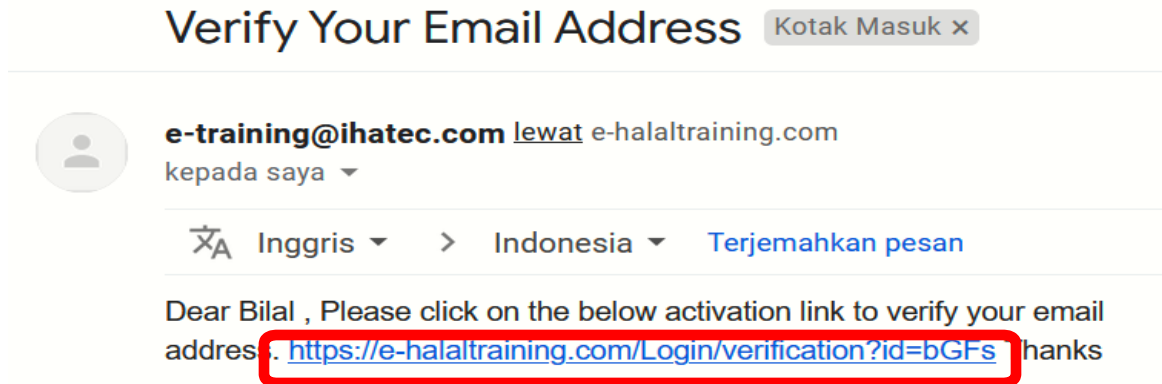 Verify Your Email Address Kotak Masuk x
e-training@ihatec.com lewat e-halaltraining.com
kepada saya
Inggris > Indonesia Terjemahkan pesan
Dear Bilal , Please click on the below activation link to verify your email
address. https://e-halaltraining.com/Login/verification?id=bGFs Thanks